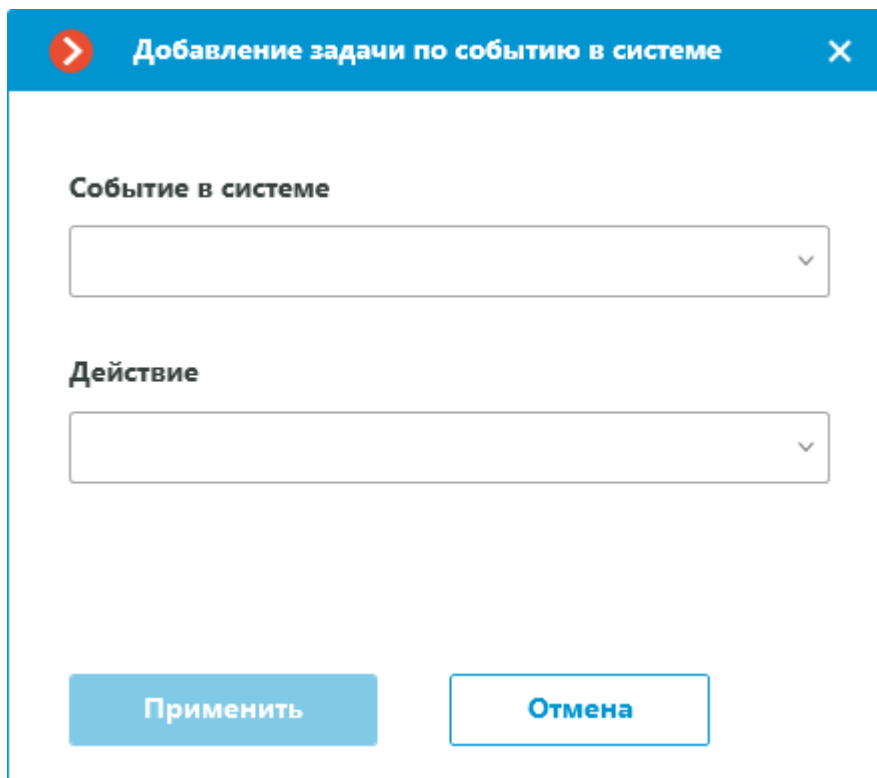 Добавление задачи по событию в системе
Событие в системе
Действие
Применить
Отмена